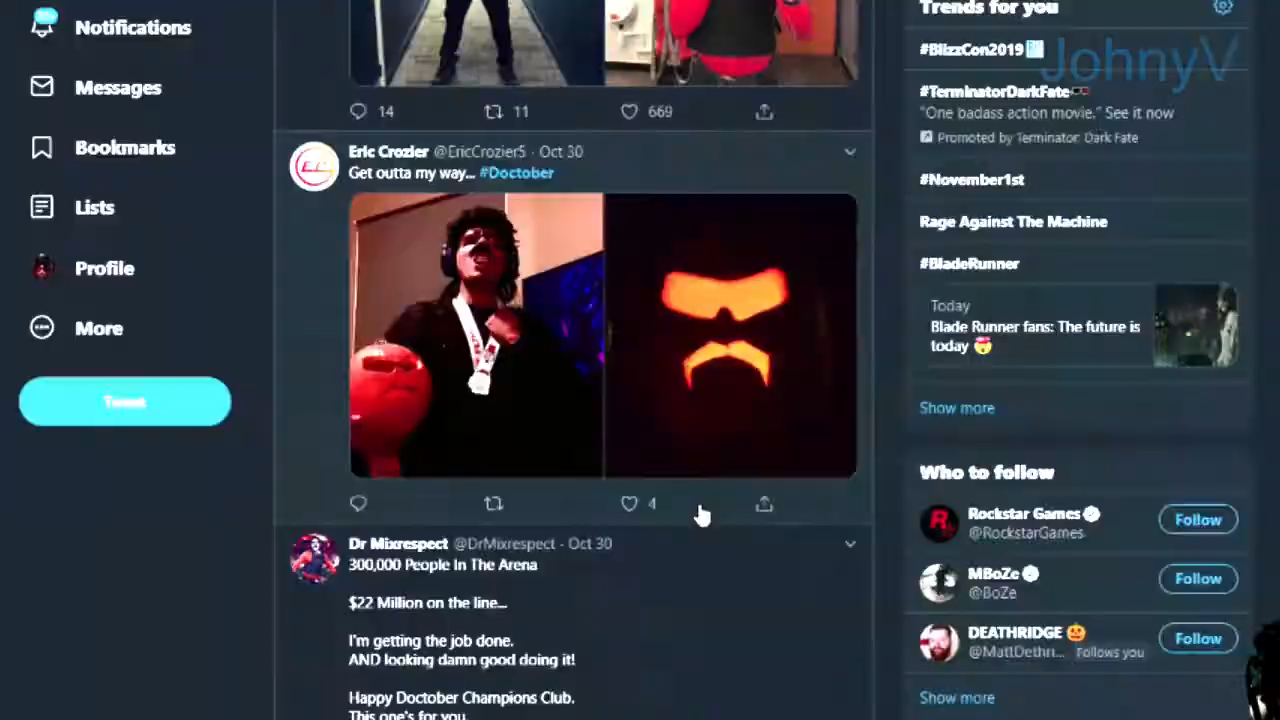 Notifications
Messages
Bookmarks
Lists
Profile
More
Tweet
14
11
669
Eric Crozier @EricCrozier5 · Oct 30
Get outta my way... #Doctober
4
Dr Mixrespect @DrMixrespect · Oct 30
300,000 People In The Arena
$22 Million on the line...
I'm getting the job done.
AND looking damn good doing it!
Happy Doctober Champions Club.
This one's for you.
Trends for you
#BlizzCon2019
JohnyV
#TerminatorDarkFate
"One badass action movie." See it now
Promoted by Terminator: Dark Fate
#November1st
Rage Against The Machine
#BladeRunner
Today
Blade Runner fans: The future is
today 🤯
Show more
Who to follow
Rockstar Games
@RockstarGames
Follow
MBoZe
@BoZe
Follow
DEATHRIDGE 🎃
@MattDethri... Follows you
Follow
Show more